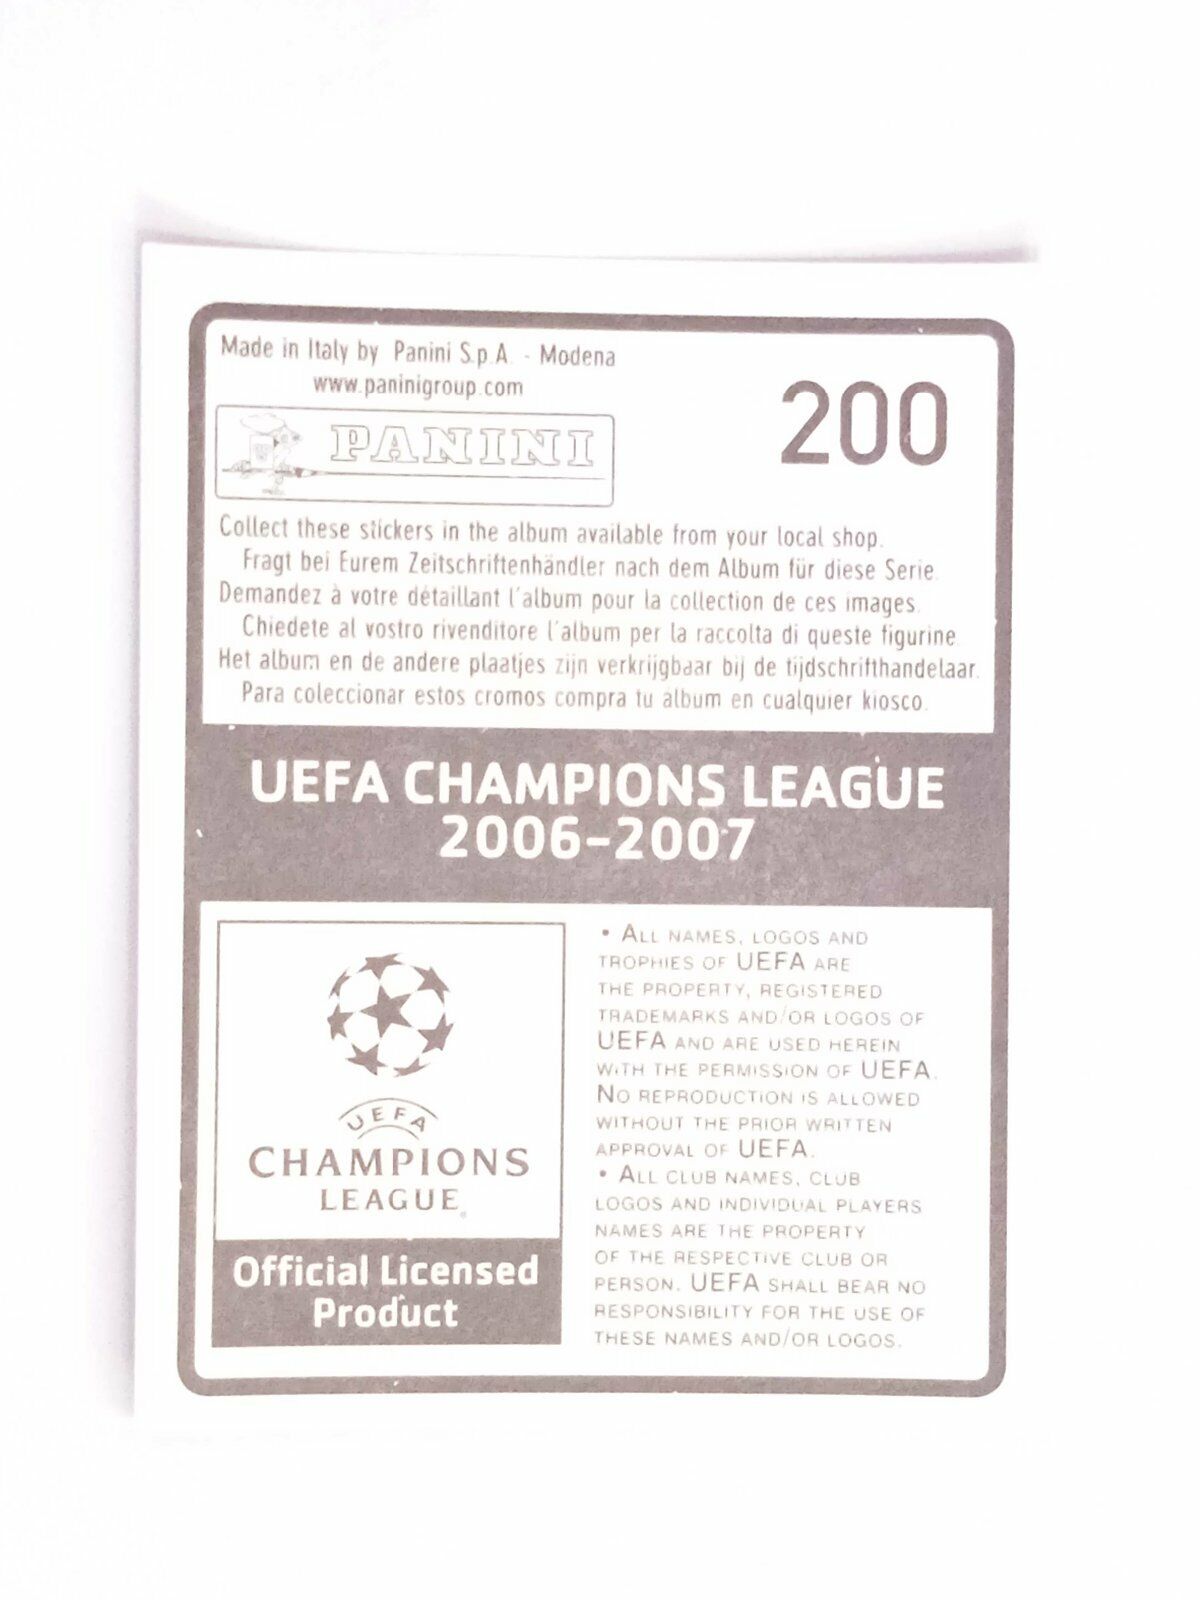 Made in Italy by Panini S.p.A. - Modena
www.paninigroup.com
200
PANINI
Collect these stickers in the album available from your local shop.
Fragt bei Eurem Zeitschriftenhändler nach dem Album für diese Serie.
Demandez à votre détaillant l'album pour la collection de ces images.
Chiedete al vostro rivenditore l'album per la raccolta di queste figurine.
Het album en de andere plaatjes zijn verkrijgbaar bij de tijdschrifthandelaar.
Para coleccionar estos cromos compra tu álbum en cualquier kiosco.
UEFA CHAMPIONS LEAGUE
2006-2007
UEFA
CHAMPIONS
LEAGUE®
Official Licensed
Product
• ALL NAMES, LOGOS AND
TROPHIES OF UEFA ARE
THE PROPERTY, REGISTERED
TRADEMARKS AND/OR LOGOS OF
UEFA AND ARE USED HEREIN
WITH THE PERMISSION OF UEFA.
NO REPRODUCTION IS ALLOWED
WITHOUT THE PRIOR WRITTEN
APPROVAL OF UEFA.
• ALL CLUB NAMES, CLUB
LOGOS AND INDIVIDUAL PLAYERS
NAMES ARE THE PROPERTY
OF THE RESPECTIVE CLUB OR
PERSON. UEFA SHALL BEAR NO
RESPONSIBILITY FOR THE USE OF
THESE NAMES AND/OR LOGOS.